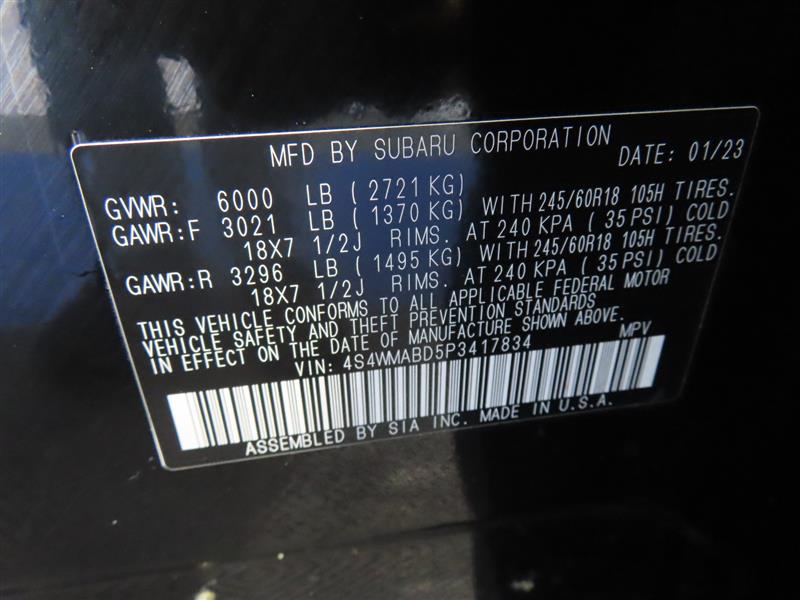 MFD BY SUBARU CORPORATION DATE: 01/23
GVWR: 6000 LB ( 2721 KG)
GAWR:F 3021 LB ( 1370 KG) WITH 245/60R18 105H TIRES.
18X7 1/2J RIMS. AT 240 KPA ( 35 PSI) COLD
GAWR:R 3296 LB ( 1495 KG) WITH 245/60R18 105H TIRES.
18X7 1/2J RIMS. AT 240 KPA ( 35 PSI) COLD
THIS VEHICLE CONFORMS TO ALL APPLICABLE FEDERAL MOTOR
VEHICLE SAFETY AND THEFT PREVENTION STANDARDS
IN EFFECT ON THE DATE OF MANUFACTURE SHOWN ABOVE.
VIN: 4S4WMABD5P3417834 MPV
ASSEMBLED BY SIA INC. MADE IN U.S.A.